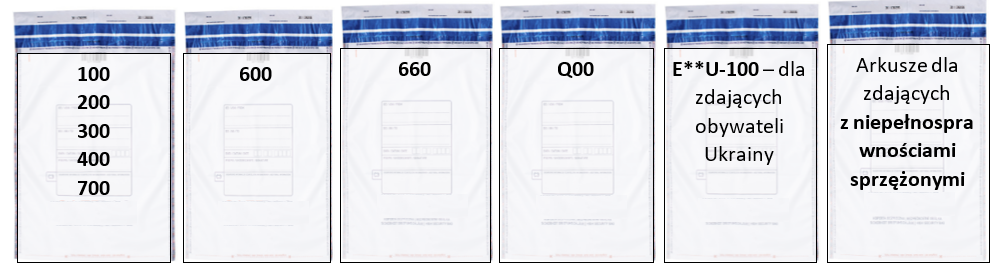 100
200
300
400
700
600
660
Q00
E**U-100 – dla
zdających
obywateli
Ukrainy
Arkusze dla
zdających
z niepełnospra
wnościami
sprzężonymi